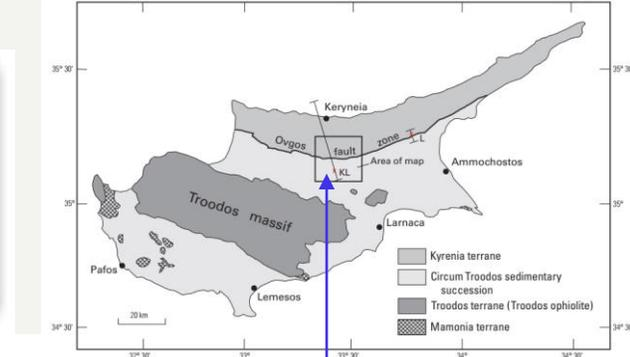 35° 30'
35° 30'
Keryneia
Ovgos fault zone
L
Area of map
KL
Ammochostos
35°
35°
Troodos massif
Larnaca
Kyrenia terrane
Circum Troodos sedimentary
succession
Troodos terrane (Troodos ophiolite)
Mamonia terrane
Pafos
Lemesos
20 km
34° 30'
34° 30'
32° 30'
33°
33° 30'
34°
34° 30'